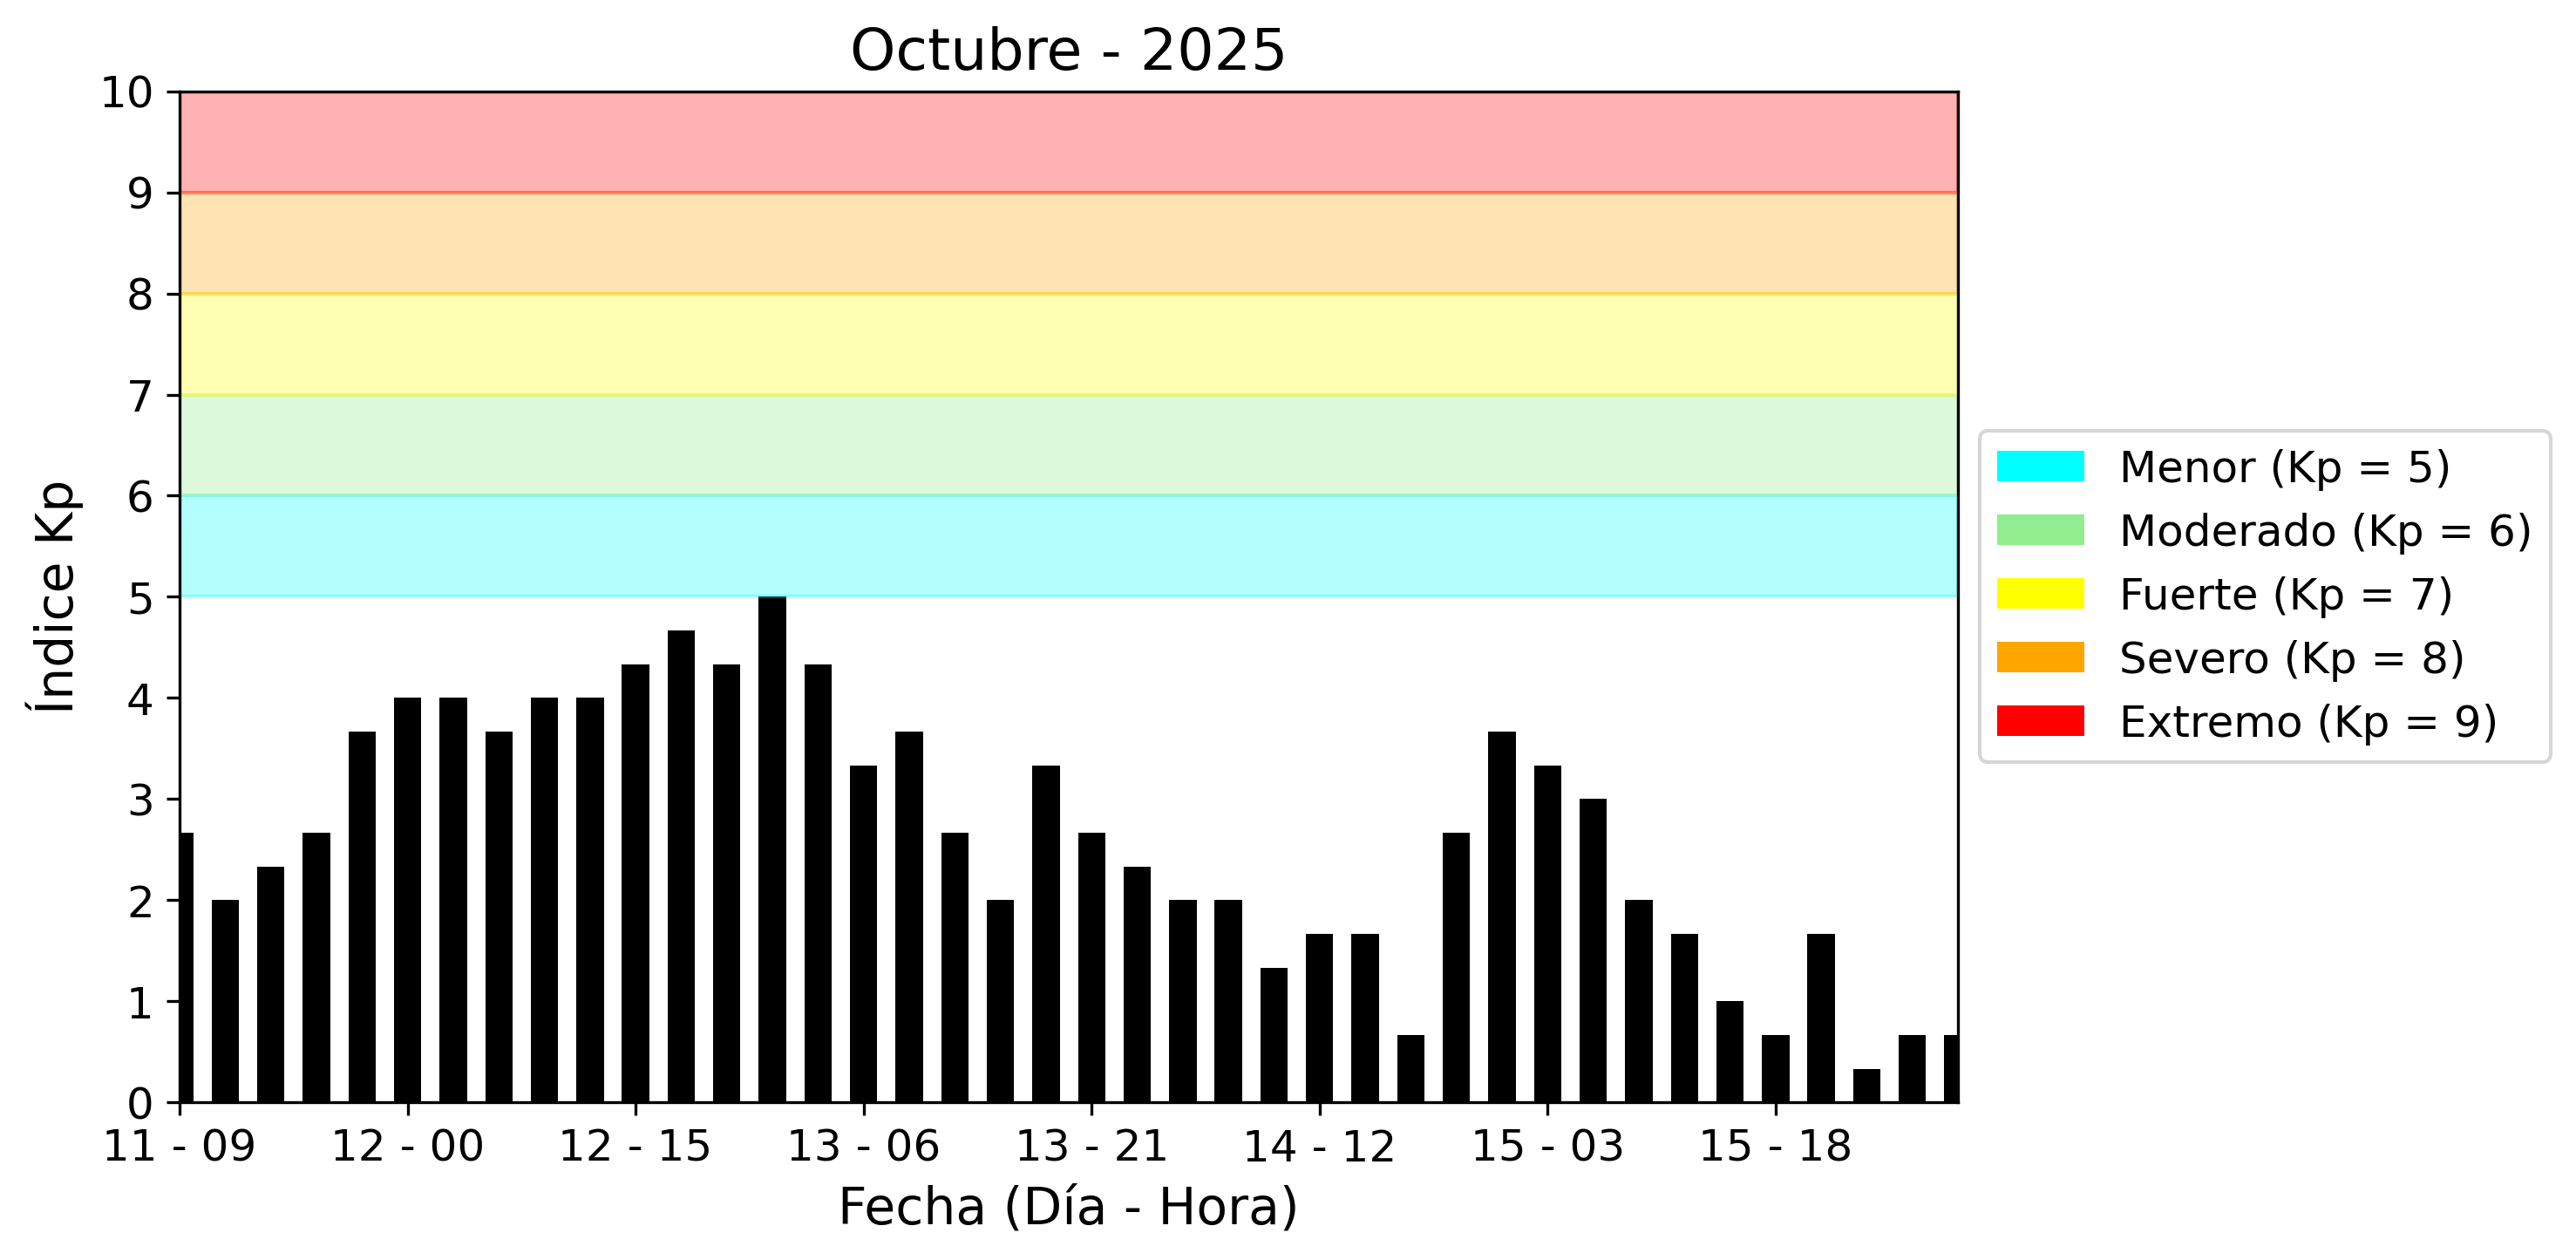 Octubre - 2025
10
9
8
7
6
5
4
3
2
1
0
Índice Kp
11 - 09
12 - 00
12 - 15
13 - 06
13 - 21
14 - 12
15 - 03
15 - 18
Fecha (Día - Hora)
Menor (Kp = 5)
Moderado (Kp = 6)
Fuerte (Kp = 7)
Severo (Kp = 8)
Extremo (Kp = 9)